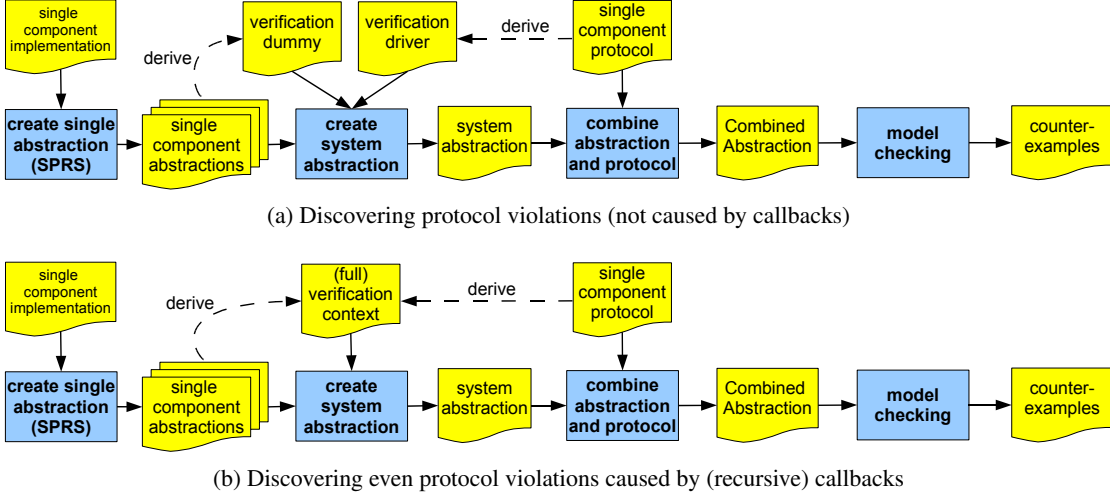 single
component
implementation
verification
dummy
verification
driver
single
component
protocol
derive
derive
create single
abstraction
(SPRS)
single
component
abstractions
create
system
abstraction
system
abstraction
combine
abstraction
and protocol
Combined
Abstraction
model
checking
counter-
examples
(a) Discovering protocol violations (not caused by callbacks)
single
component
implementation
(full)
verification
context
single
component
protocol
derive
derive
create single
abstraction
(SPRS)
single
component
abstractions
create
system
abstraction
system
abstraction
combine
abstraction
and protocol
Combined
Abstraction
model
checking
counter-
examples
(b) Discovering even protocol violations caused by (recursive) callbacks